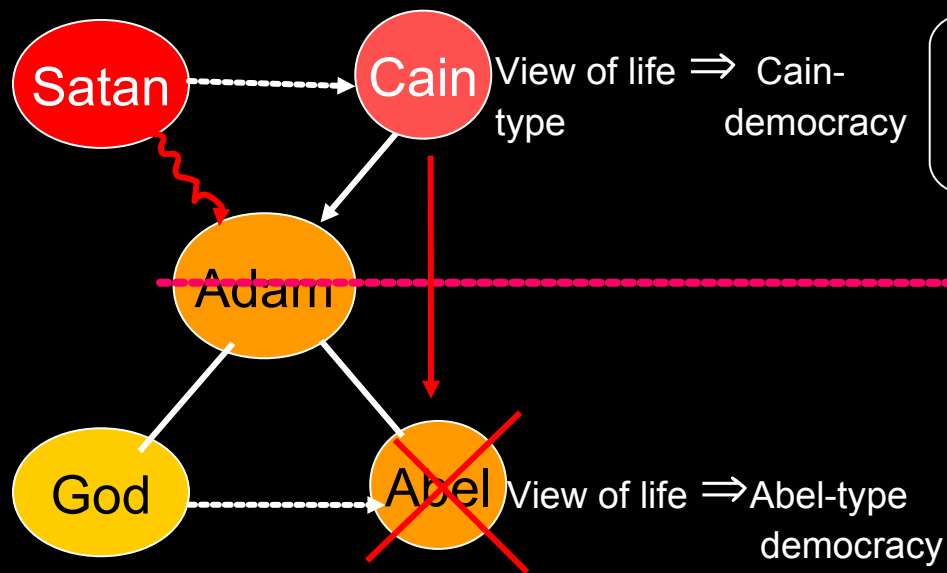 Satan
Cain
View of life ⇒ Cain-
type democracy
Adam
God
Abel
View of life ⇒Abel-type
democracy